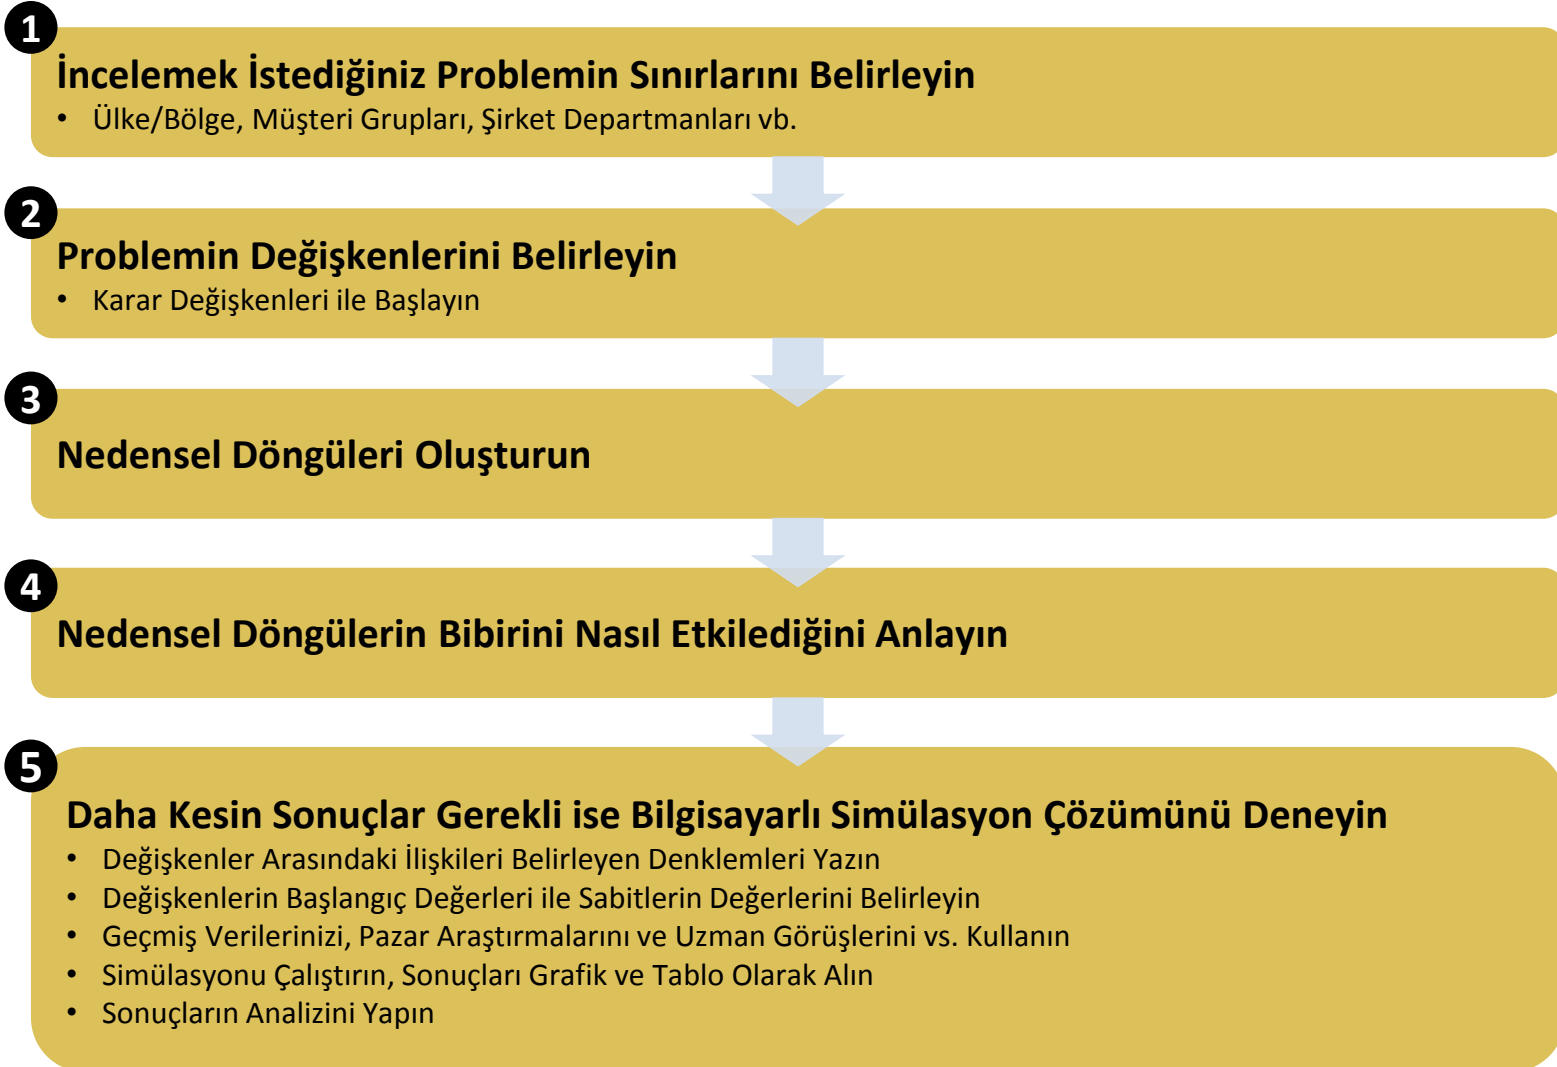 1
İncelemek İstediğiniz Problemin Sınırlarını Belirleyin
• Ülke/Bölge, Müşteri Grupları, Şirket Departmanları vb.
2
Problemin Değişkenlerini Belirleyin
• Karar Değişkenleri ile Başlayın
3
Nedensel Döngüleri Oluşturun
4
Nedensel Döngülerin Bibirini Nasıl Etkilediğini Anlayın
5
Daha Kesin Sonuçlar Gerekli ise Bilgisayarlı Simülasyon Çözümünü Deneyin
• Değişkenler Arasındaki İlişkileri Belirleyen Denklemleri Yazın
• Değişkenlerin Başlangıç Değerleri ile Sabitlerin Değerlerini Belirleyin
• Geçmiş Verilerinizi, Pazar Araştırmalarını ve Uzman Görüşlerini vs. Kullanın
• Simülasyonu Çalıştırın, Sonuçları Grafik ve Tablo Olarak Alın
• Sonuçların Analizini Yapın